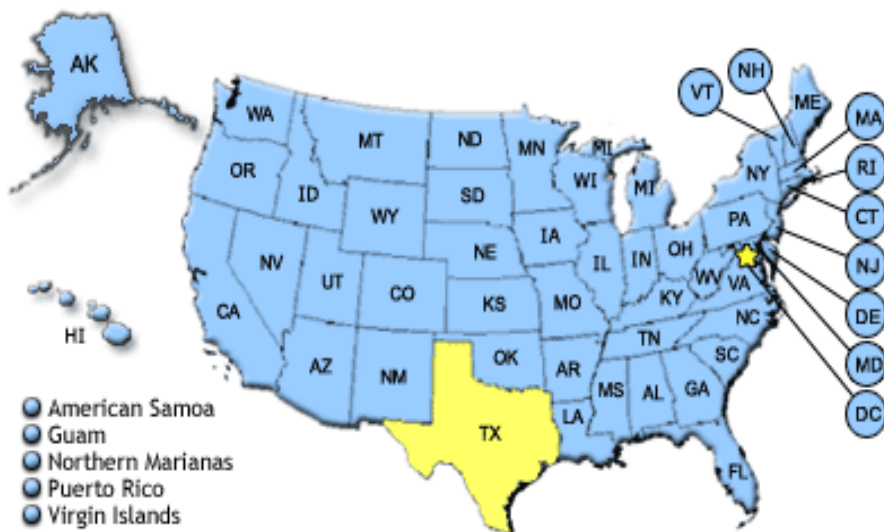 AK
WA
OR
CA
ID
NV
MT
WY
UT
AZ
CO
NM
ND
SD
NE
KS
OK
TX
MN
IA
MO
AR
LA
WI
IL
MI
MI
IN
OH
KY
TN
MS
AL
GA
FL
SC
NC
VA
WV
PA
NY
VT
NH
ME
MA
RI
CT
NJ
DE
MD
DC
HI
American Samoa
Guam
Northern Marianas
Puerto Rico
Virgin Islands